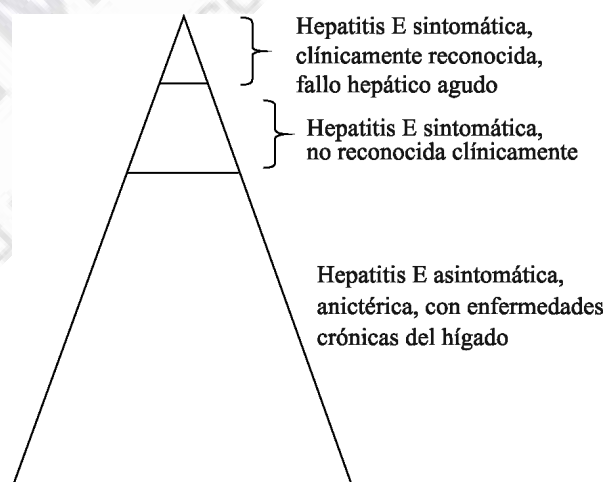 Hepatitis E sintomática,
clínicamente reconocida,
fallo hepático agudo
Hepatitis E sintomática,
no reconocida clínicamente
Hepatitis E asintomática,
anictérica, con enfermedades
crónicas del hígado